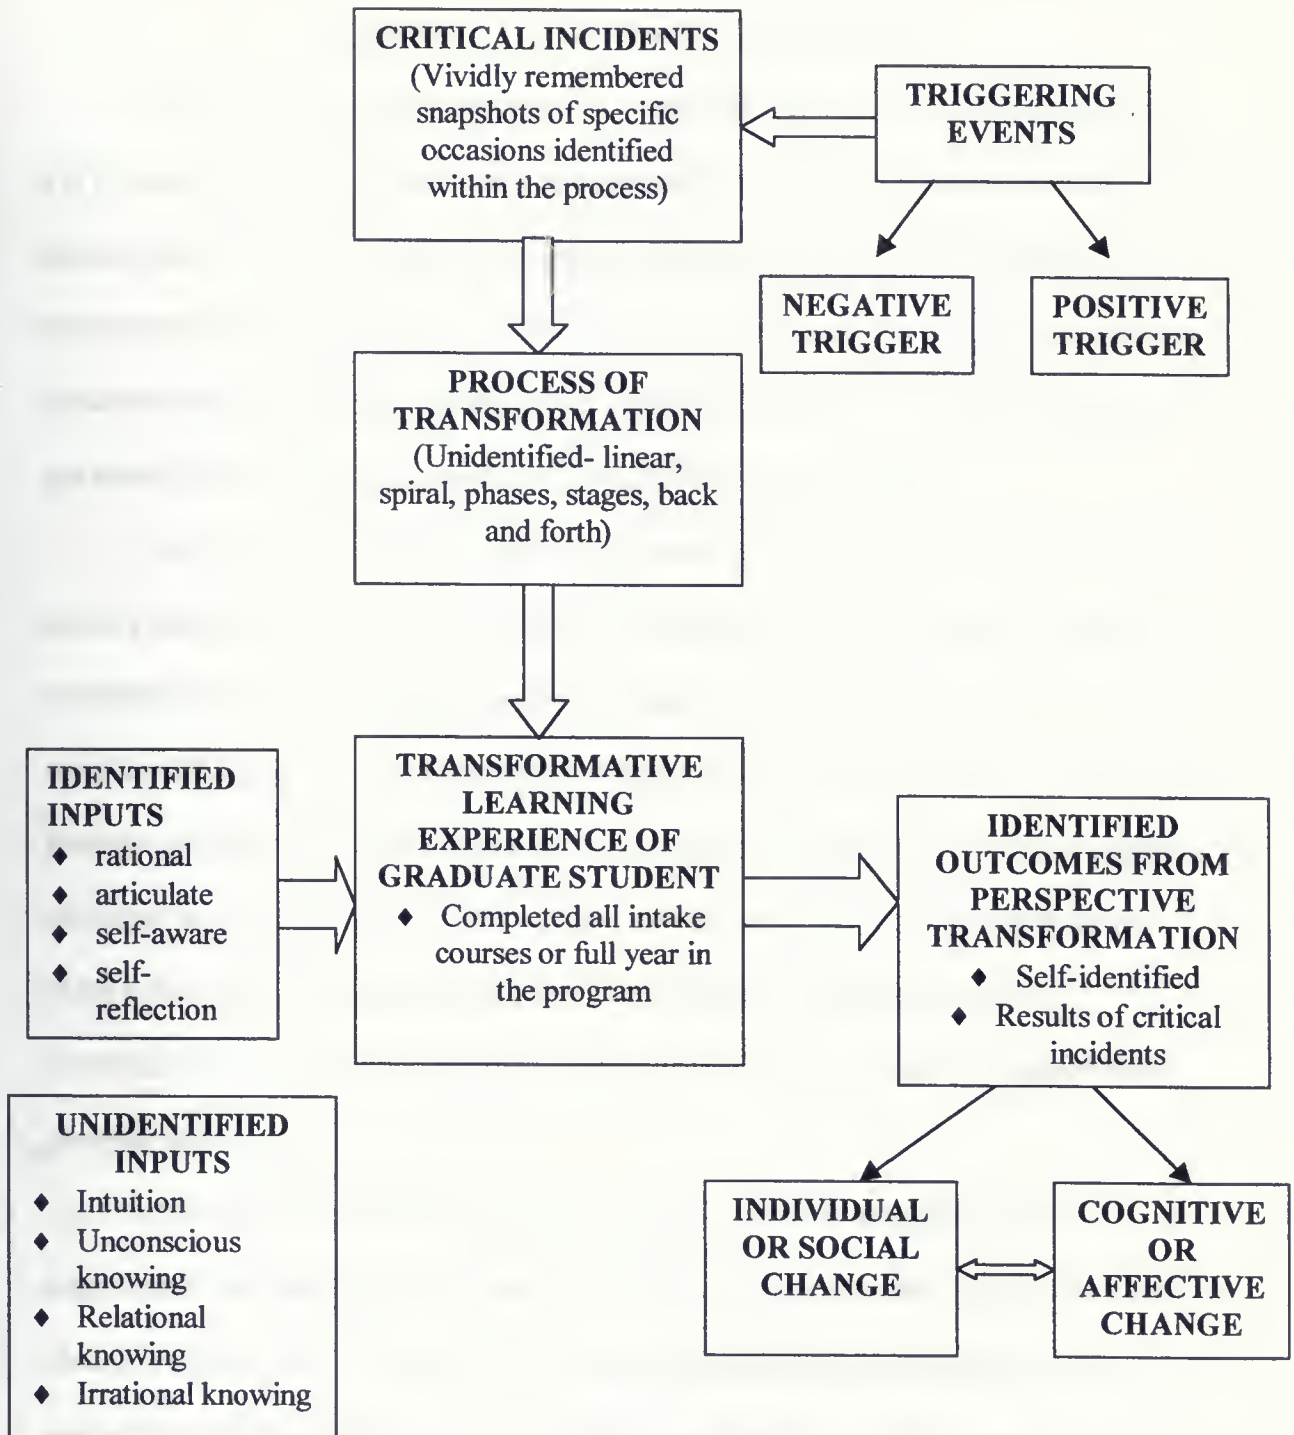 CRITICAL INCIDENTS
(Vividly remembered
snapshots of specific
occasions identified
within the process)
TRIGGERING
EVENTS
NEGATIVE
TRIGGER
POSITIVE
TRIGGER
PROCESS OF
TRANSFORMATION
(Unidentified- linear,
spiral, phases, stages, back
and forth)
IDENTIFIED
INPUTS
♦ rational
♦ articulate
♦ self-aware
♦ self-
reflection
TRANSFORMATIVE
LEARNING
EXPERIENCE OF
GRADUATE STUDENT
♦ Completed all intake
courses or full year in
the program
IDENTIFIED
OUTCOMES FROM
PERSPECTIVE
TRANSFORMATION
♦ Self-identified
♦ Results of critical
incidents
UNIDENTIFIED
INPUTS
♦ Intuition
♦ Unconscious
knowing
♦ Relational
knowing
♦ Irrational knowing
INDIVIDUAL
OR SOCIAL
CHANGE
COGNITIVE
OR
AFFECTIVE
CHANGE